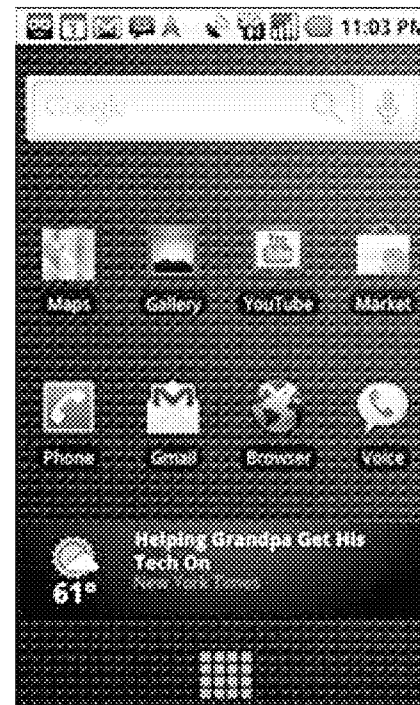 11:03 PM
Google
Maps Gallery YouTube Market
Phone Gmail Browser Voice
Helping Grandpa Get His
Tech On
New York Times
61°